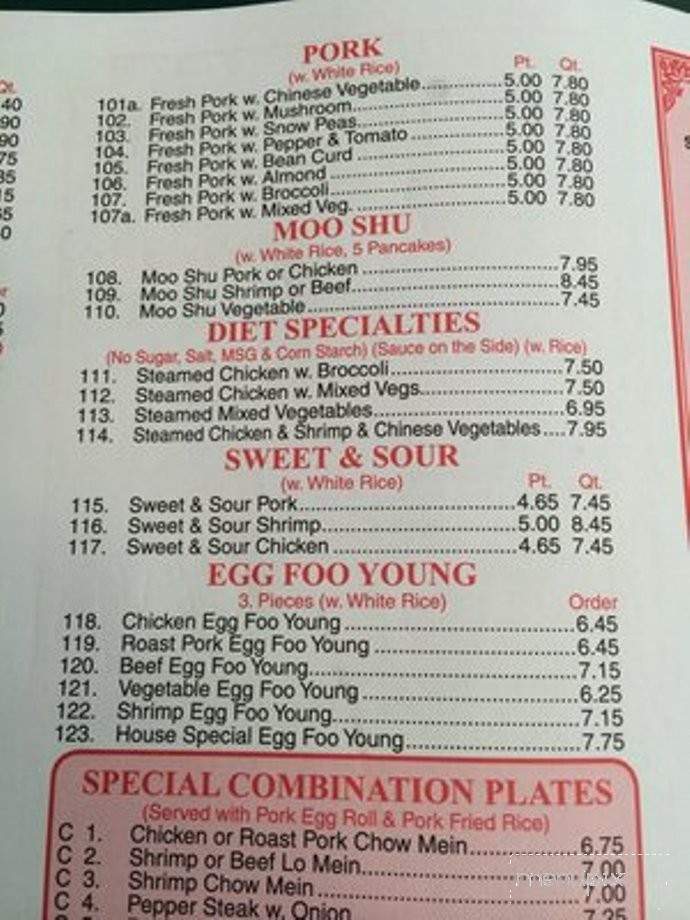 PORK
(w. White Rice) Pt. Qt.
101a. Fresh Pork w. Chinese Vegetable 5.00 7.80
102. Fresh Pork w. Mushroom 5.00 7.80
103. Fresh Pork w. Snow Peas 5.00 7.80
104. Fresh Pork w. Pepper & Tomato 5.00 7.80
105. Fresh Pork w. Bean Curd 5.00 7.80
106. Fresh Pork w. Almond 5.00 7.80
107. Fresh Pork w. Broccoli 5.00 7.80
107a. Fresh Pork w. Mixed Veg. 5.00 7.80
MOO SHU
(w. White Rice, 5 Pancakes)
108. Moo Shu Pork or Chicken 7.95
109. Moo Shu Shrimp or Beef 8.45
110. Moo Shu Vegetable 7.45
DIET SPECIALTIES
(No Sugar, Salt, MSG & Corn Starch) (Sauce on the Side) (w. Rice)
111. Steamed Chicken w. Broccoli 7.50
112. Steamed Chicken w. Mixed Vegs. 7.50
113. Steamed Mixed Vegetables 6.95
114. Steamed Chicken & Shrimp & Chinese Vegetables 7.95
SWEET & SOUR
(w. White Rice) Pt. Qt.
115. Sweet & Sour Pork 4.65 7.45
116. Sweet & Sour Shrimp 5.00 8.45
117. Sweet & Sour Chicken 4.65 7.45
EGG FOO YOUNG
3. Pieces (w. White Rice) Order
118. Chicken Egg Foo Young 6.45
119. Roast Pork Egg Foo Young 6.45
120. Beef Egg Foo Young 7.15
121. Vegetable Egg Foo Young 6.25
122. Shrimp Egg Foo Young 7.15
123. House Special Egg Foo Young 7.75
SPECIAL COMBINATION PLATES
(Served with Pork Egg Roll & Pork Fried Rice)
C 1. Chicken or Roast Pork Chow Mein 6.75
C 2. Shrimp or Beef Lo Mein 7.00
C 3. Shrimp Chow Mein 7.00
C 4. Pepper Steak w. Onion